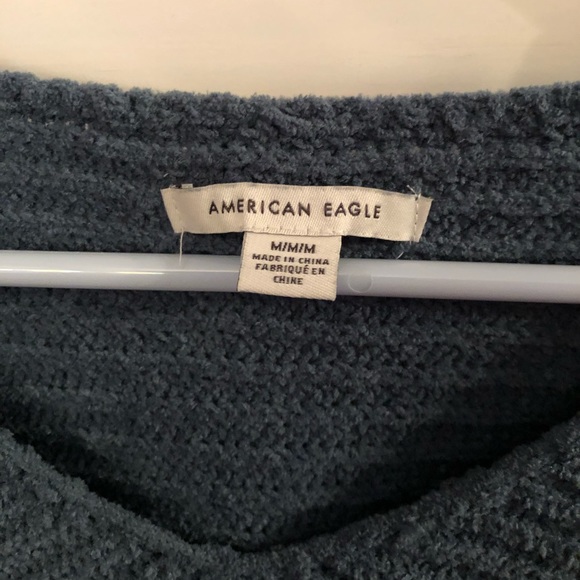 AMERICAN EAGLE
M/M/M
MADE IN CHINA
FABRIQUÉ EN
CHINE